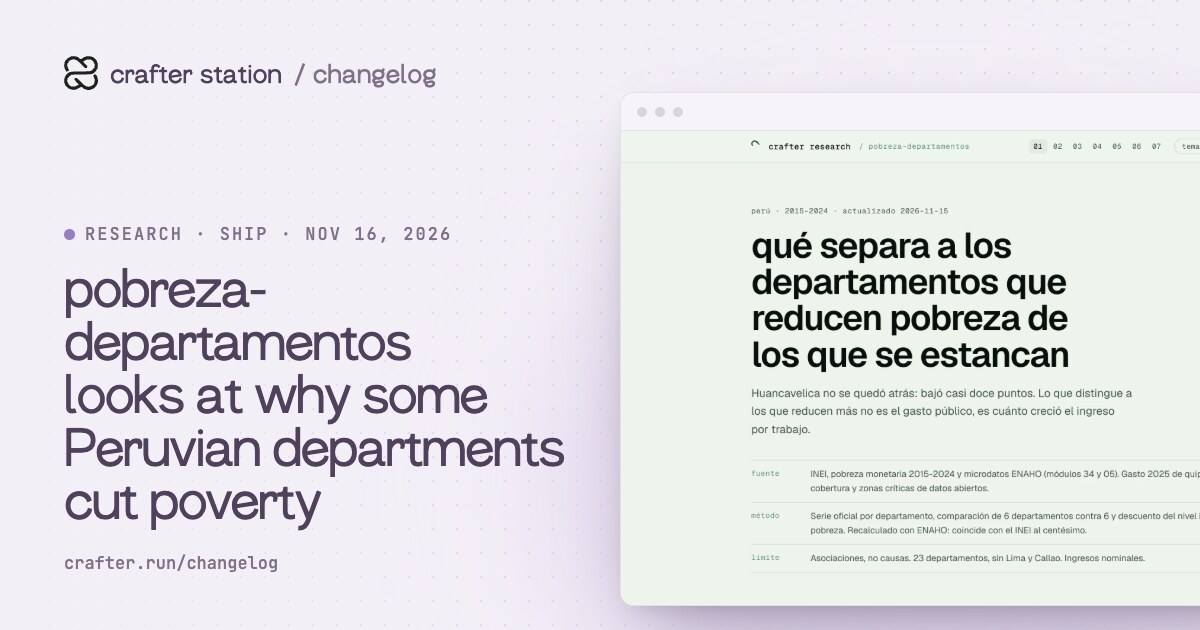 crafter station / changelog
RESEARCH · SHIP · NOV 16, 2026
pobreza-
departamentos
looks at why some
Peruvian departments
cut poverty
crafter.run/changelog
crafter research / pobreza-departamentos
01 02 03 04 05 06 07 tema
perú · 2015-2024 · actualizado 2026-11-15
qué separa a los
departamentos que
reducen pobreza de
los que se estancan
Huancavelica no se quedó atrás: bajó casi doce puntos. Lo que distingue a
los que reducen más no es el gasto público, es cuánto creció el ingreso
por trabajo.
fuente INEI, pobreza monetaria 2015-2024 y microdatos ENAHO (módulos 34 y 05). Gasto 2025 de quip
cobertura y zonas críticas de datos abiertos.
método Serie oficial por departamento, comparación de 6 departamentos contra 6 y descuento del nivel i
pobreza. Recalculado con ENAHO: coincide con el INEI al centésimo.
límite Asociaciones, no causas. 23 departamentos, sin Lima y Callao. Ingresos nominales.